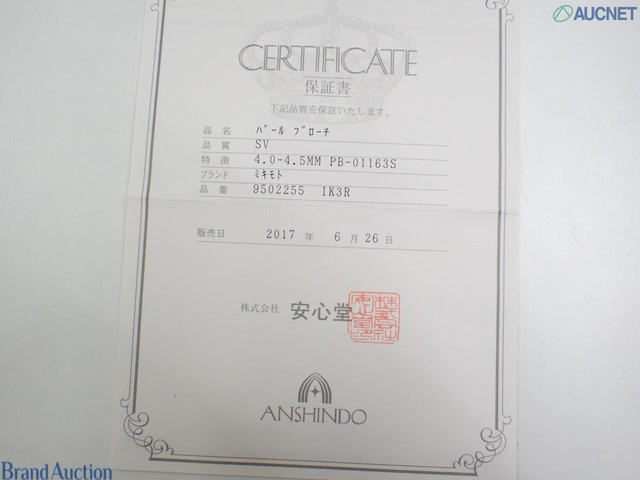 AUCNET
CERTIFICATE
保証書
下記品質を保証いたします。
品名 ﾊﾟｰﾙ ﾌﾞﾛｰﾁ
品質 SV
特徴 4.0-4.5MM PB-01163S
ブランド ﾐｷﾓﾄ
品番 9502255 IK3R
販売日 2017 年 6 月 26 日
株式会社 安心堂
ANSHINDO
Brand Auction